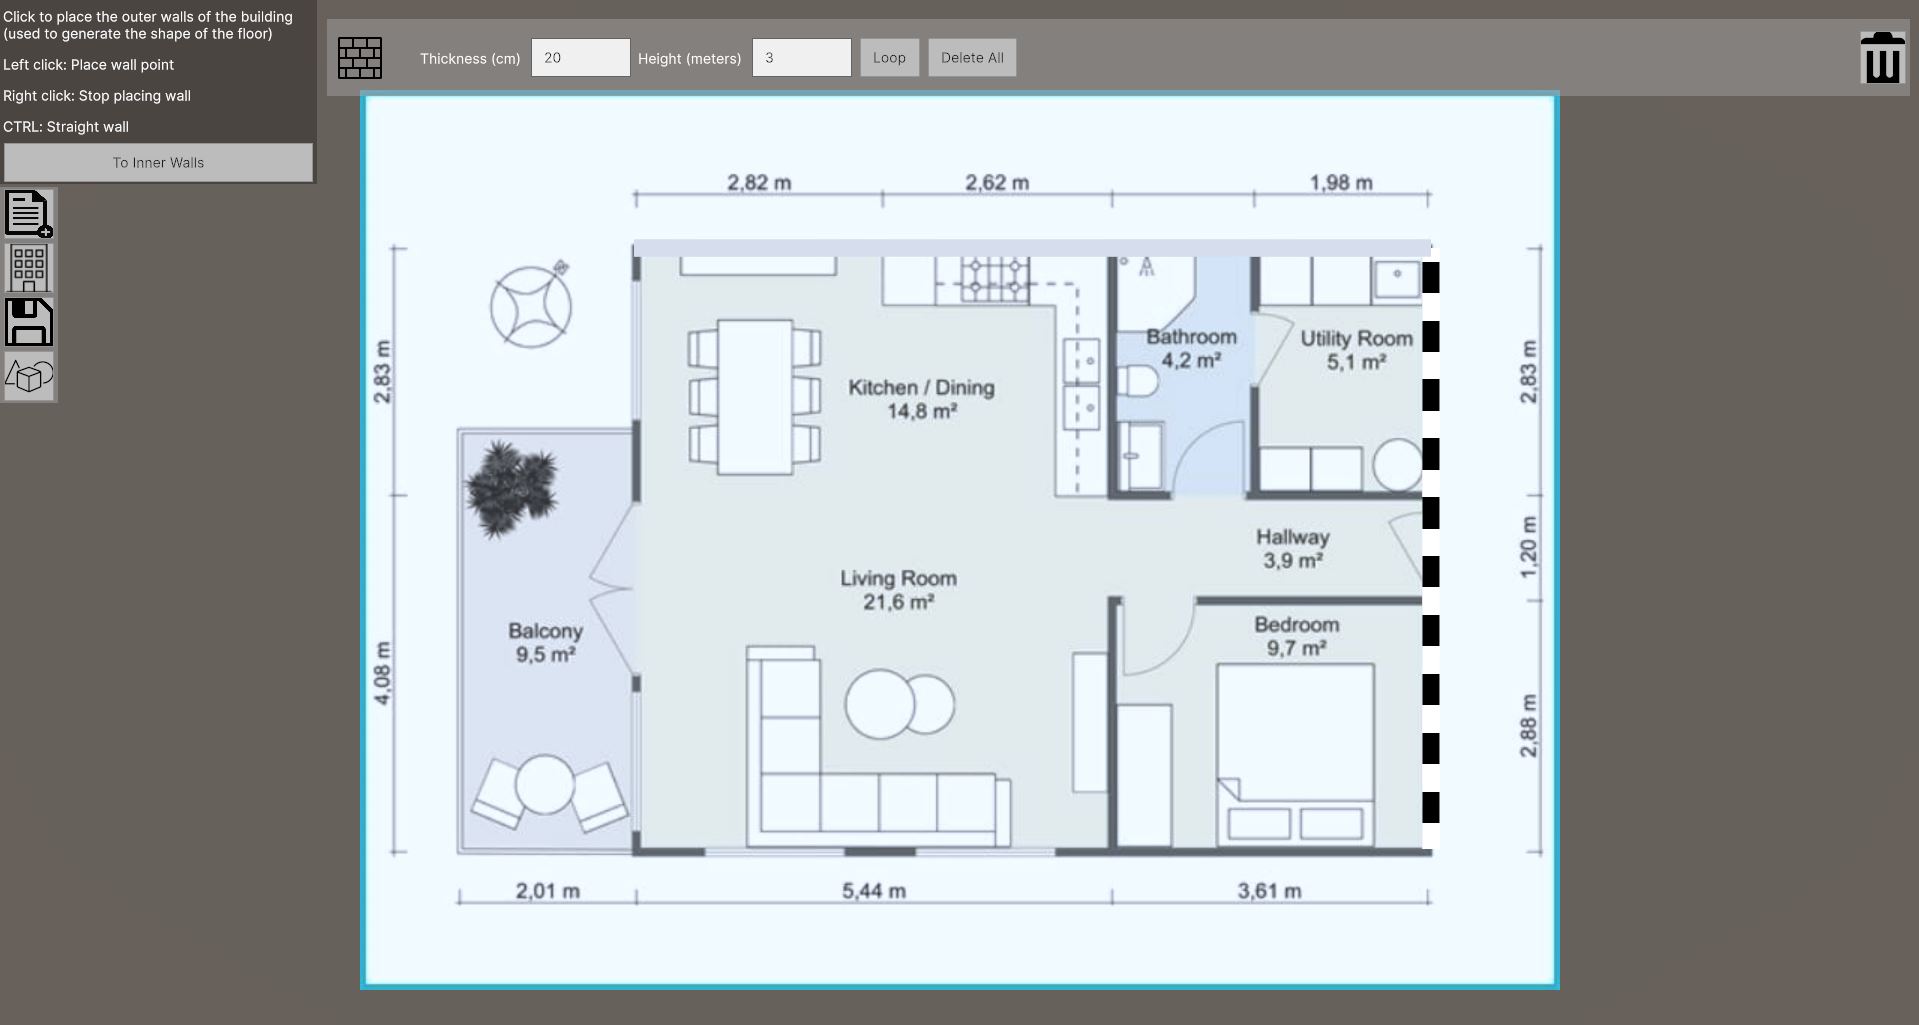 Click to place the outer walls of the building
(used to generate the shape of the floor)
Left click: Place wall point
Right click: Stop placing wall
CTRL: Straight wall
To Inner Walls
Thickness (cm) 20 Height (meters) 3 Loop Delete All
2,82 m 2,62 m 1,98 m
2,83 m
4,08 m
Kitchen / Dining
14,8 m²
Bathroom
4,2 m²
Utility Room
5,1 m²
Hallway
3,9 m²
Living Room
21,6 m²
Balcony
9,5 m²
Bedroom
9,7 m²
2,83 m
1,20 m
2,88 m
2,01 m 5,44 m 3,61 m